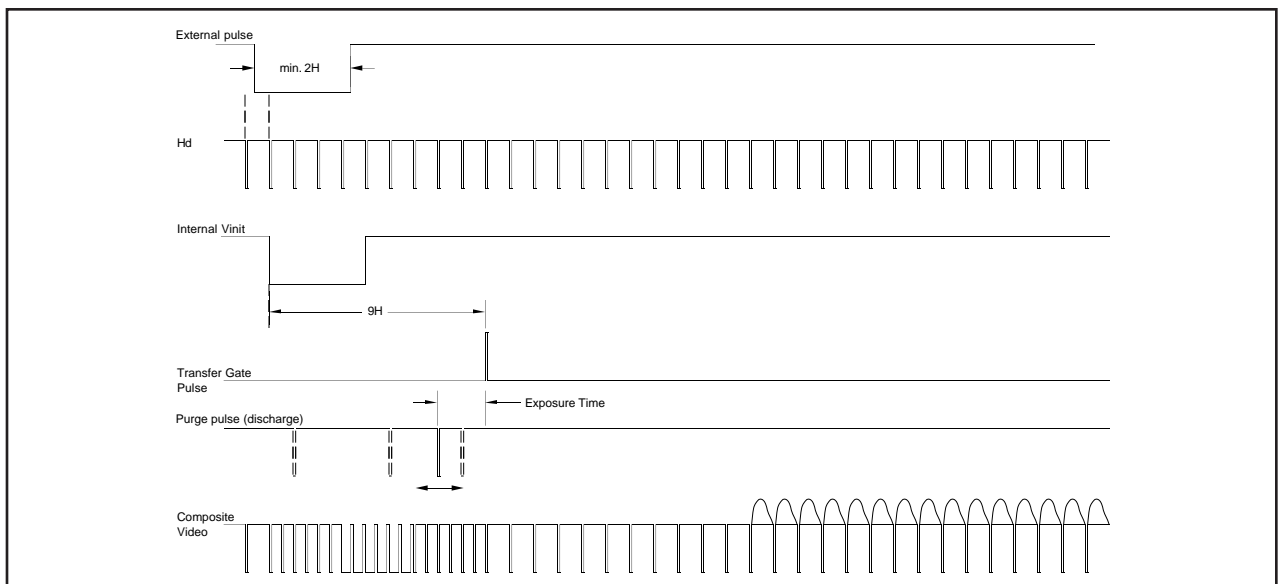 External pulse
min. 2H
Hd
Internal Vinit
9H
Transfer Gate
Pulse
Exposure Time
Purge pulse (discharge)
Composite
Video